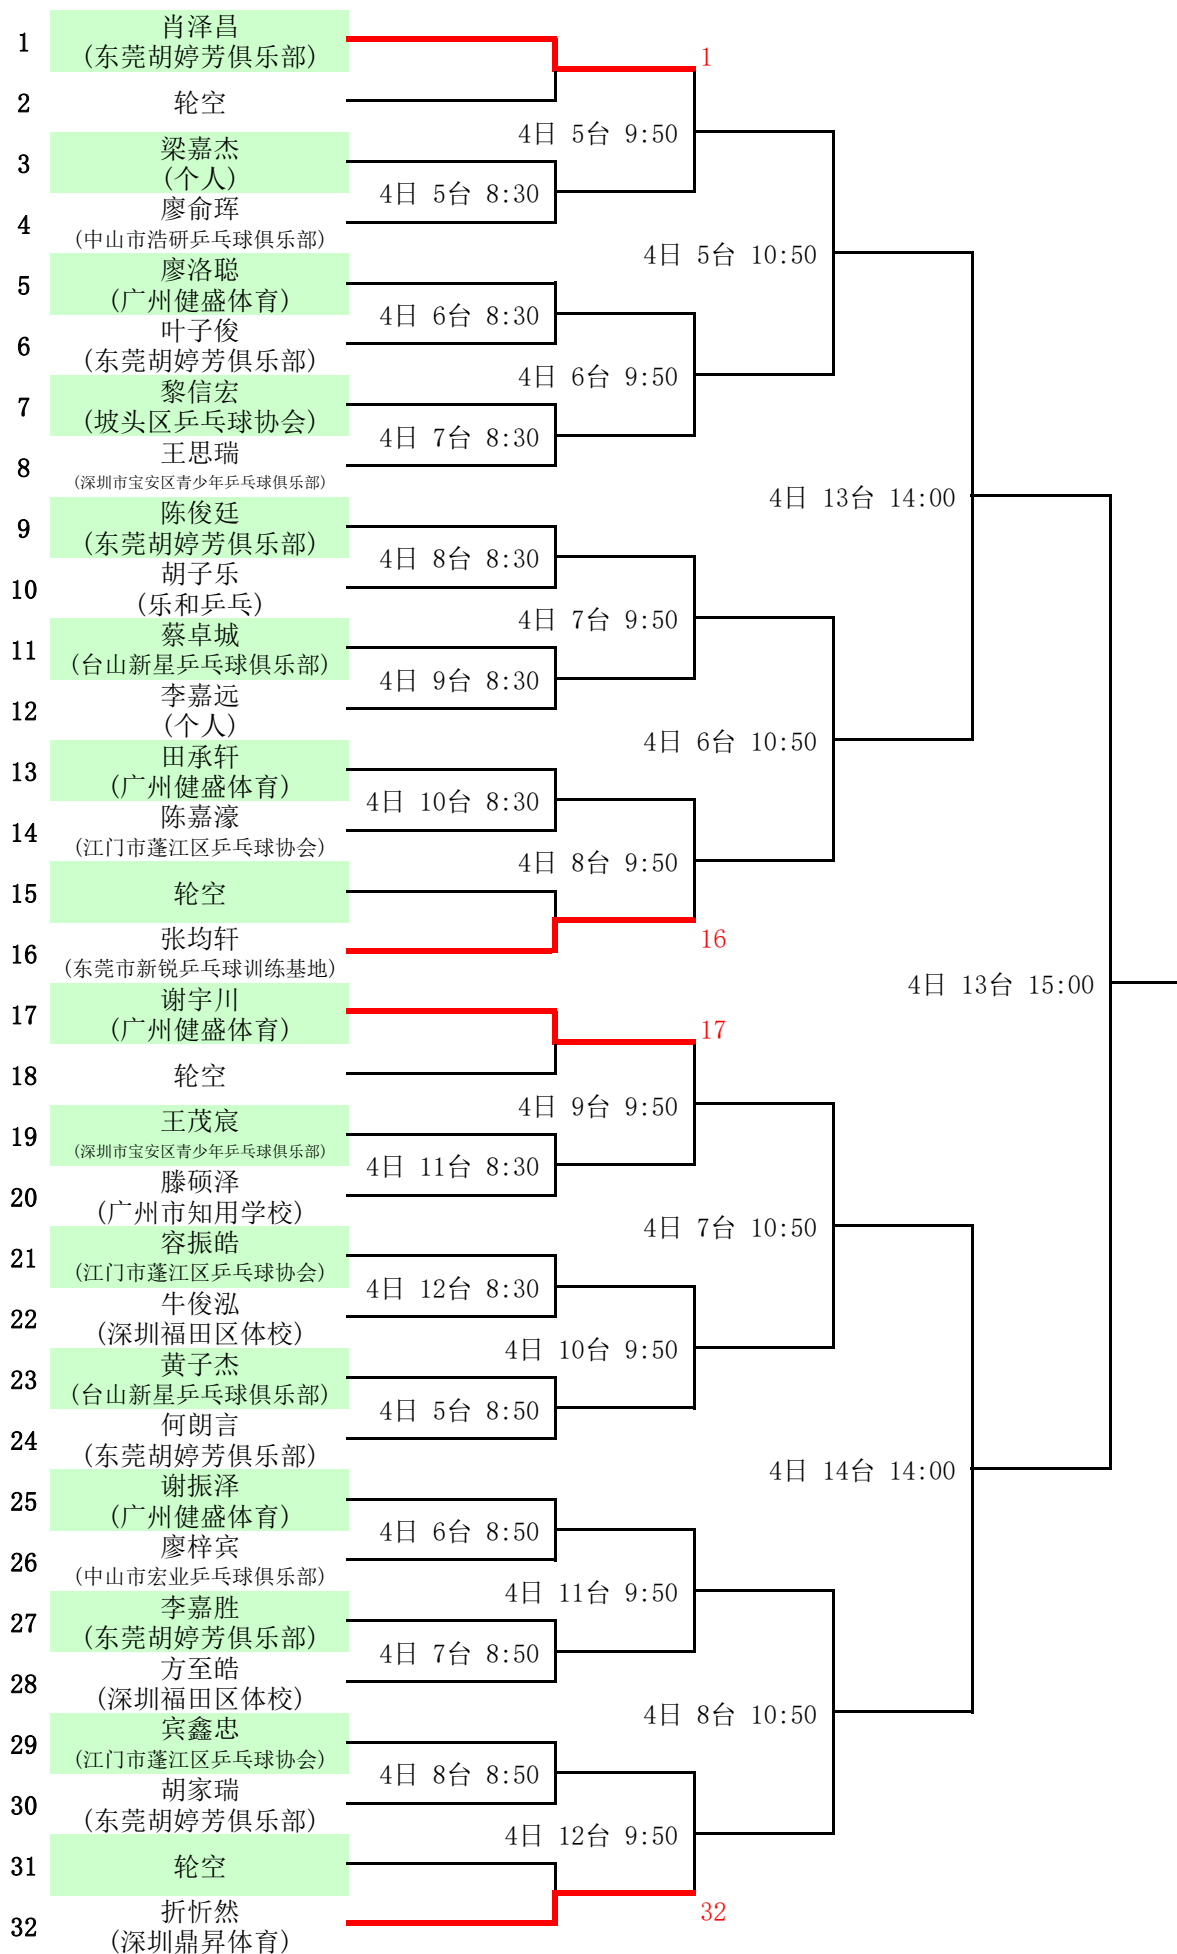 1
肖泽昌
(东莞胡婷芳俱乐部)
1
2
轮空
4日 5台 9:50
3
梁嘉杰
(个人)
4日 5台 8:30
4
廖俞珲
(中山市浩研乒乓球俱乐部)
4日 5台 10:50
5
廖洛聪
(广州健盛体育)
4日 6台 8:30
6
叶子俊
(东莞胡婷芳俱乐部)
4日 6台 9:50
7
黎信宏
(坡头区乒乓球协会)
4日 7台 8:30
8
王思瑞
(深圳市宝安区青少年乒乓球俱乐部)
4日 13台 14:00
9
陈俊廷
(东莞胡婷芳俱乐部)
4日 8台 8:30
10
胡子乐
(乐和乒乓)
4日 7台 9:50
11
蔡卓城
(台山新星乒乓球俱乐部)
4日 9台 8:30
12
李嘉远
(个人)
4日 6台 10:50
13
田承轩
(广州健盛体育)
4日 10台 8:30
14
陈嘉濠
(江门市蓬江区乒乓球协会)
4日 8台 9:50
15
轮空
16
张均轩
(东莞市新锐乒乓球训练基地)
16
4日 13台 15:00
17
谢宇川
(广州健盛体育)
17
18
轮空
4日 9台 9:50
19
王茂宸
(深圳市宝安区青少年乒乓球俱乐部)
4日 11台 8:30
20
滕硕泽
(广州市知用学校)
4日 7台 10:50
21
容振皓
(江门市蓬江区乒乓球协会)
4日 12台 8:30
22
牛俊泓
(深圳福田区体校)
4日 10台 9:50
23
黄子杰
(台山新星乒乓球俱乐部)
4日 5台 8:50
24
何朗言
(东莞胡婷芳俱乐部)
4日 14台 14:00
25
谢振泽
(广州健盛体育)
4日 6台 8:50
26
廖梓宾
(中山市宏业乒乓球俱乐部)
4日 11台 9:50
27
李嘉胜
(东莞胡婷芳俱乐部)
4日 7台 8:50
28
方至皓
(深圳福田区体校)
4日 8台 10:50
29
宾鑫忠
(江门市蓬江区乒乓球协会)
4日 8台 8:50
30
胡家瑞
(东莞胡婷芳俱乐部)
4日 12台 9:50
31
轮空
32
折忻然
(深圳鼎昇体育)
32